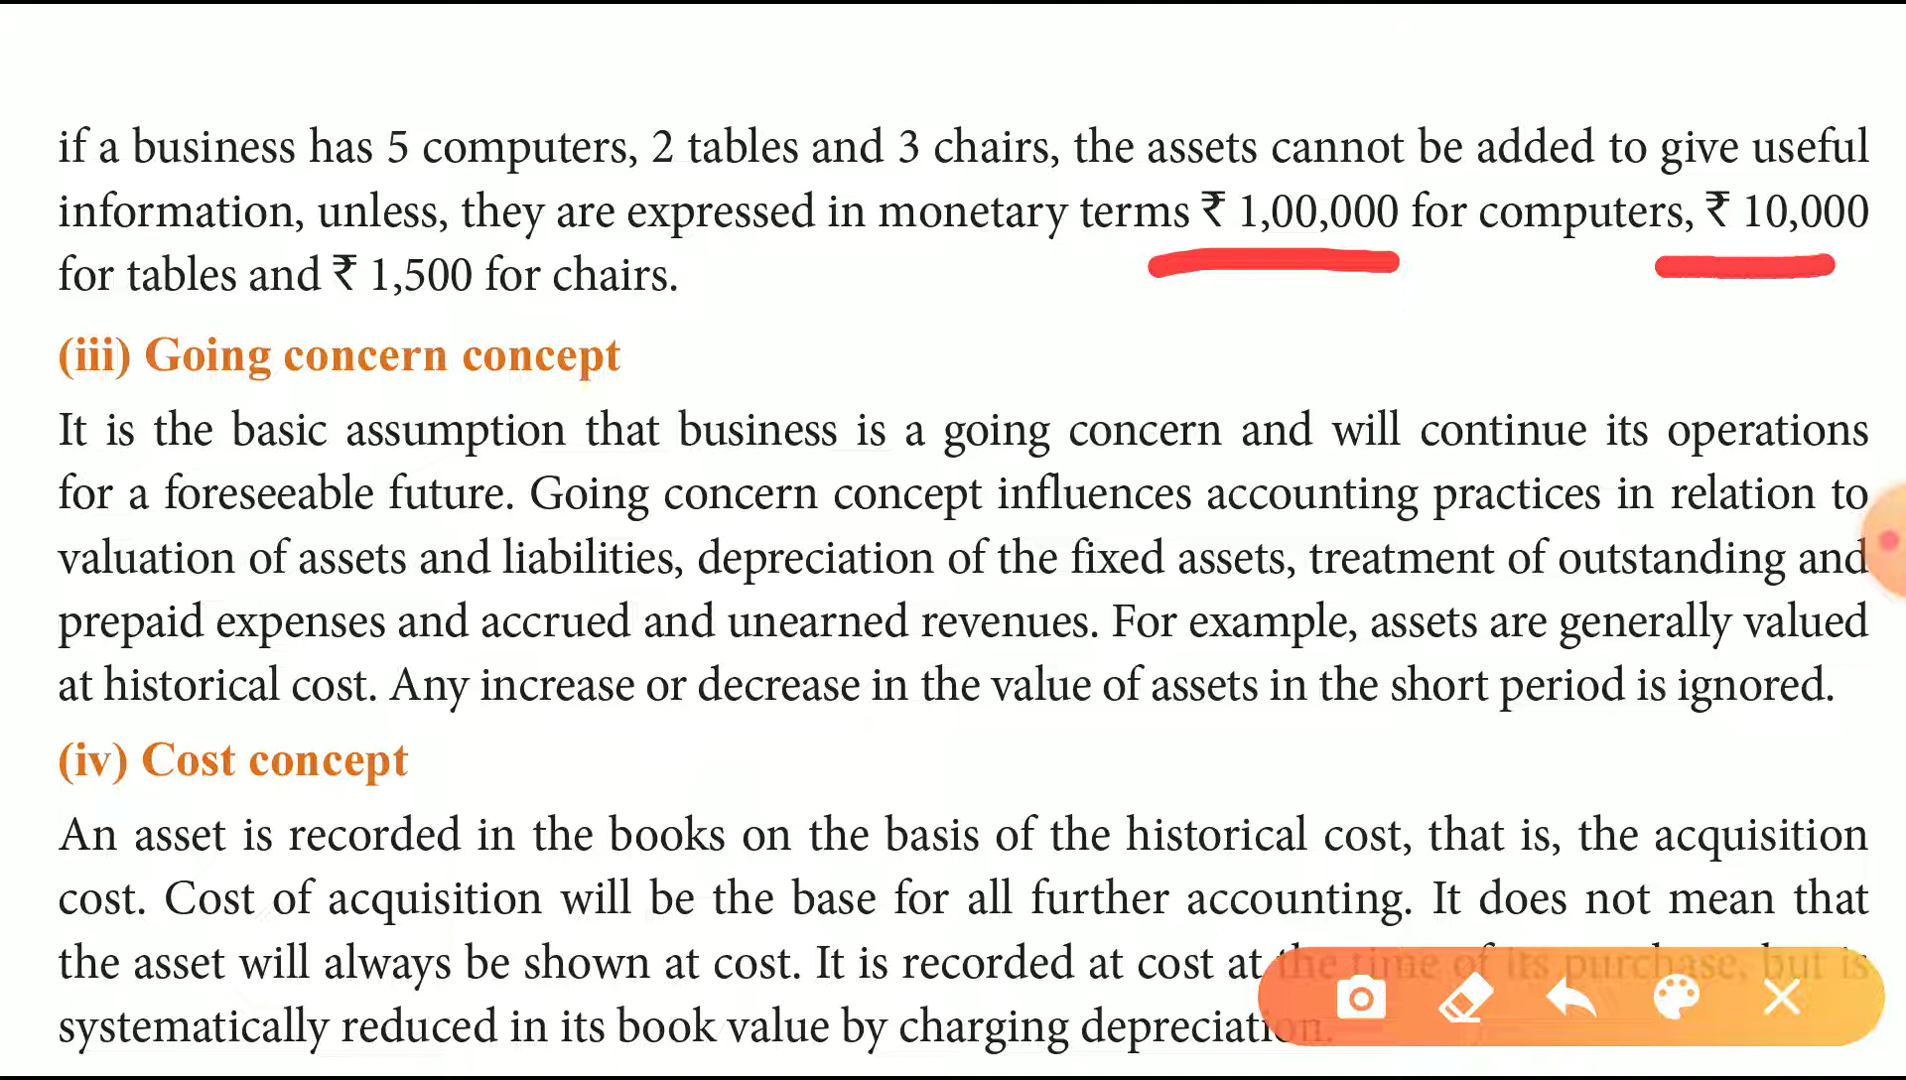 if a business has 5 computers, 2 tables and 3 chairs, the assets cannot be added to give useful
information, unless, they are expressed in monetary terms ₹ 1,00,000 for computers, ₹ 10,000
for tables and ₹ 1,500 for chairs.
(iii) Going concern concept
It is the basic assumption that business is a going concern and will continue its operations
for a foreseeable future. Going concern concept influences accounting practices in relation to
valuation of assets and liabilities, depreciation of the fixed assets, treatment of outstanding and
prepaid expenses and accrued and unearned revenues. For example, assets are generally valued
at historical cost. Any increase or decrease in the value of assets in the short period is ignored.
(iv) Cost concept
An asset is recorded in the books on the basis of the historical cost, that is, the acquisition
cost. Cost of acquisition will be the base for all further accounting. It does not mean that
the asset will always be shown at cost. It is recorded at cost at the time of its purchase, but is
systematically reduced in its book value by charging depreciation.